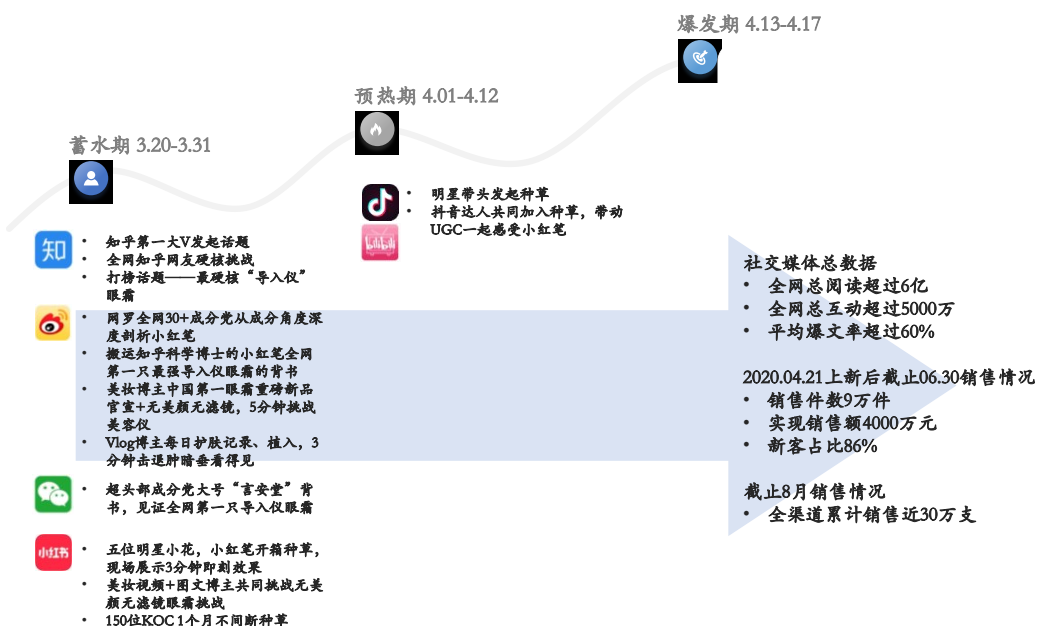 爆发期 4.13-4.17
预热期 4.01-4.12
蓄水期 3.20-3.31
知
• 知乎第一大V发起话题
• 全网知乎网友硬核挑战
• 打榜话题——最硬核“导入仪”
眼霜
• 网罗全网30+成分党从成分角度深
度剖析小红笔
• 搬运知乎科学博士的小红笔全网
第一只最强导入仪眼霜的背书
• 美妆博主中国第一眼霜重磅新品
官宣+无美颜无滤镜，5分钟挑战
美容仪
• Vlog博主每日护肤记录、植入，3
分钟击退肿暗垂看得见
• 超头部成分党大号“言安堂”背
书，见证全网第一只导入仪眼霜
小红书
• 五位明星小花，小红笔开箱种草，
现场展示3分钟即刻效果
• 美妆视频+图文博主共同挑战无美
颜无滤镜眼霜挑战
• 150位KOC 1个月不间断种草
• 明星带头发起种草
• 抖音达人共同加入种草，带动
UGC一起感受小红笔
bilibili
社交媒体总数据
• 全网总阅读超过6亿
• 全网总互动超过5000万
• 平均爆文率超过60%
2020.04.21上新后截止06.30销售情况
• 销售件数9万件
• 实现销售额4000万元
• 新客占比86%
截止8月销售情况
• 全渠道累计销售近30万支